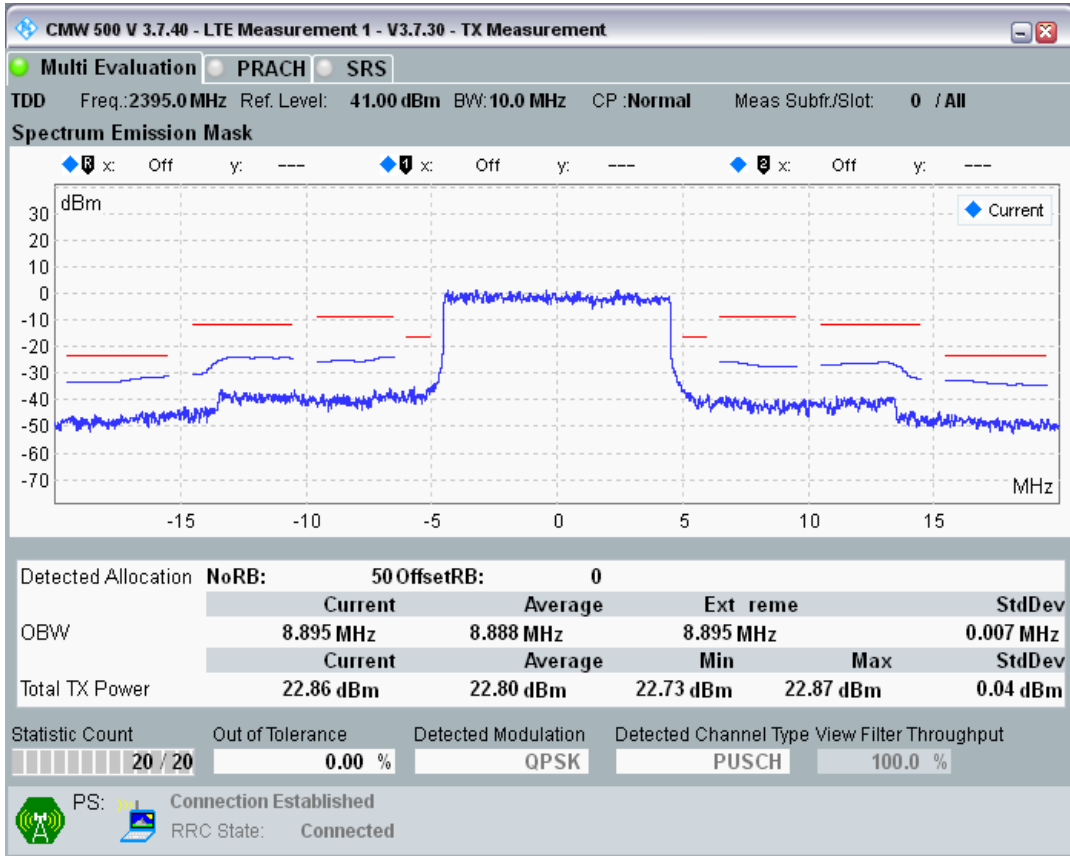 CMW 500 V 3.7.40 - LTE Measurement 1 - V3.7.30 - TX Measurement
Multi Evaluation PRACH SRS
TDD Freq.:2395.0 MHz Ref. Level: 41.00 dBm BW: 10.0 MHz CP :Normal Meas Subfr./Slot: 0 / All
Spectrum Emission Mask
R x: Off y: --- 1 x: Off y: --- 2 x: Off y: ---
dBm
Current
30
20
10
0
-10
-20
-30
-40
-50
-60
-70
MHz
-15 -10 -5 0 5 10 15
Detected Allocation NoRB: 50 OffsetRB: 0
Current Average Ext reme StdDev
OBW 8.895 MHz 8.888 MHz 8.895 MHz 0.007 MHz
Current Average Min Max StdDev
Total TX Power 22.86 dBm 22.80 dBm 22.73 dBm 22.87 dBm 0.04 dBm
Statistic Count Out of Tolerance Detected Modulation Detected Channel Type View Filter Throughput
20 / 20 0.00 % QPSK PUSCH 100.0 %
PS: Connection Established
RRC State: Connected